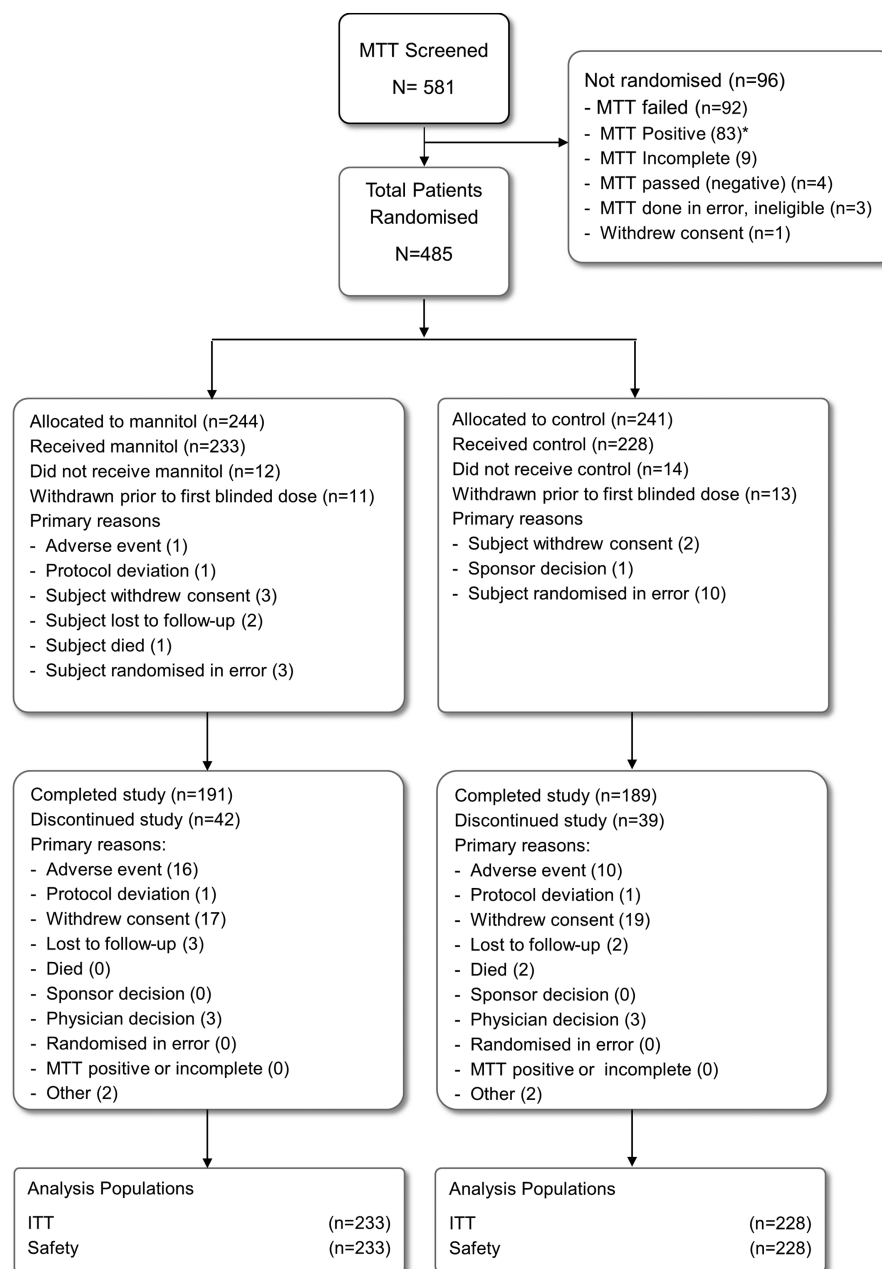 MTT Screened
N= 581
Not randomised (n=96)
- MTT failed (n=92)
- MTT Positive (83)*
- MTT Incomplete (9)
- MTT passed (negative) (n=4)
- MTT done in error, ineligible (n=3)
- Withdrew consent (n=1)
Total Patients
Randomised
N=485
Allocated to mannitol (n=244)
Received mannitol (n=233)
Did not receive mannitol (n=12)
Withdrawn prior to first blinded dose (n=11)
Primary reasons
- Adverse event (1)
- Protocol deviation (1)
- Subject withdrew consent (3)
- Subject lost to follow-up (2)
- Subject died (1)
- Subject randomised in error (3)
Allocated to control (n=241)
Received control (n=228)
Did not receive control (n=14)
Withdrawn prior to first blinded dose (n=13)
Primary reasons
- Subject withdrew consent (2)
- Sponsor decision (1)
- Subject randomised in error (10)
Completed study (n=191)
Discontinued study (n=42)
Primary reasons:
- Adverse event (16)
- Protocol deviation (1)
- Withdrew consent (17)
- Lost to follow-up (3)
- Died (0)
- Sponsor decision (0)
- Physician decision (3)
- Randomised in error (0)
- MTT positive or incomplete (0)
- Other (2)
Completed study (n=189)
Discontinued study (n=39)
Primary reasons:
- Adverse event (10)
- Protocol deviation (1)
- Withdrew consent (19)
- Lost to follow-up (2)
- Died (2)
- Sponsor decision (0)
- Physician decision (3)
- Randomised in error (0)
- MTT positive or incomplete (0)
- Other (2)
Analysis Populations
ITT (n=233)
Safety (n=233)
Analysis Populations
ITT (n=228)
Safety (n=228)